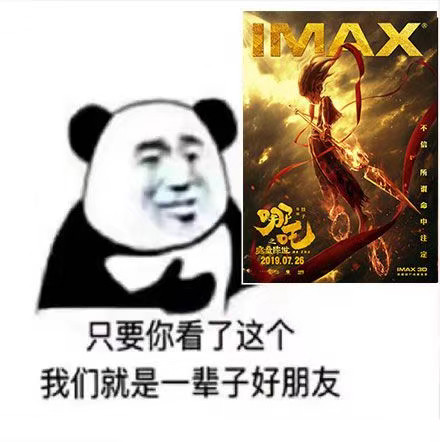 IMAX®
不信 所谓命中注定
哪吒
之
魔童降世
2019.07.26
IMAX 3D
只要你看了这个
我们就是一辈子好朋友